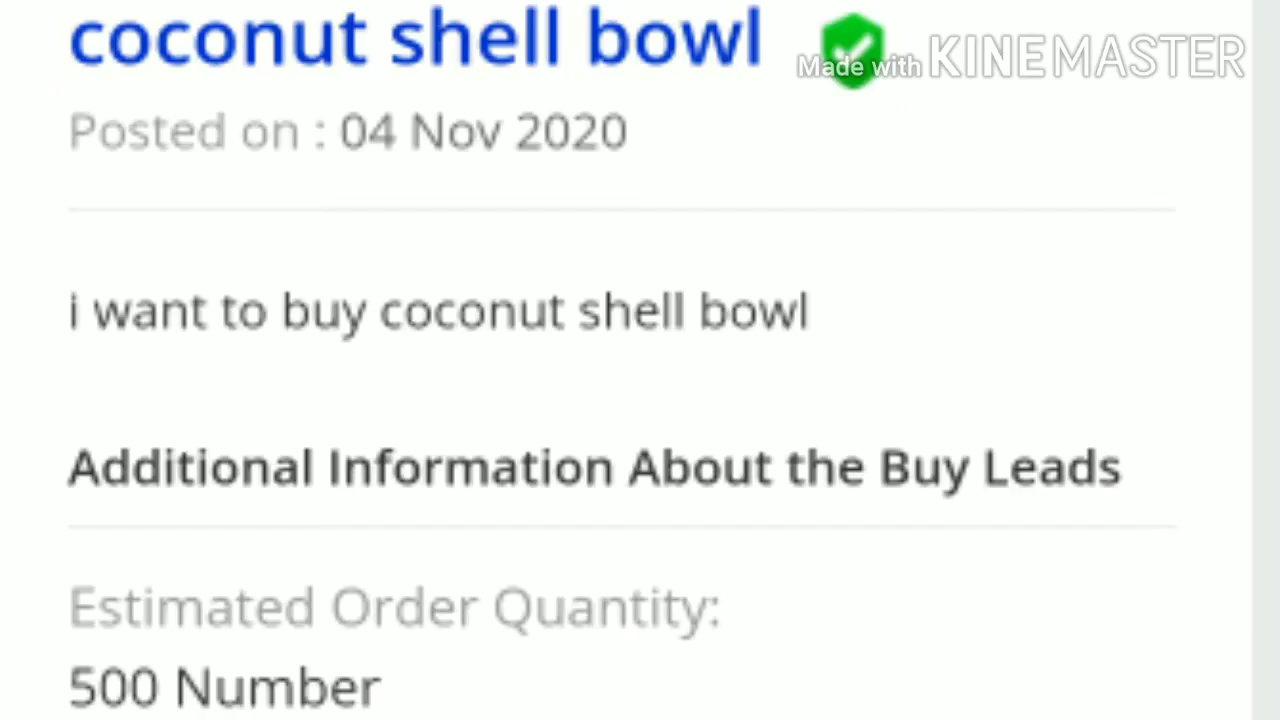 coconut shell bowl
Made with KINEMASTER
Posted on : 04 Nov 2020
i want to buy coconut shell bowl
Additional Information About the Buy Leads
Estimated Order Quantity:
500 Number